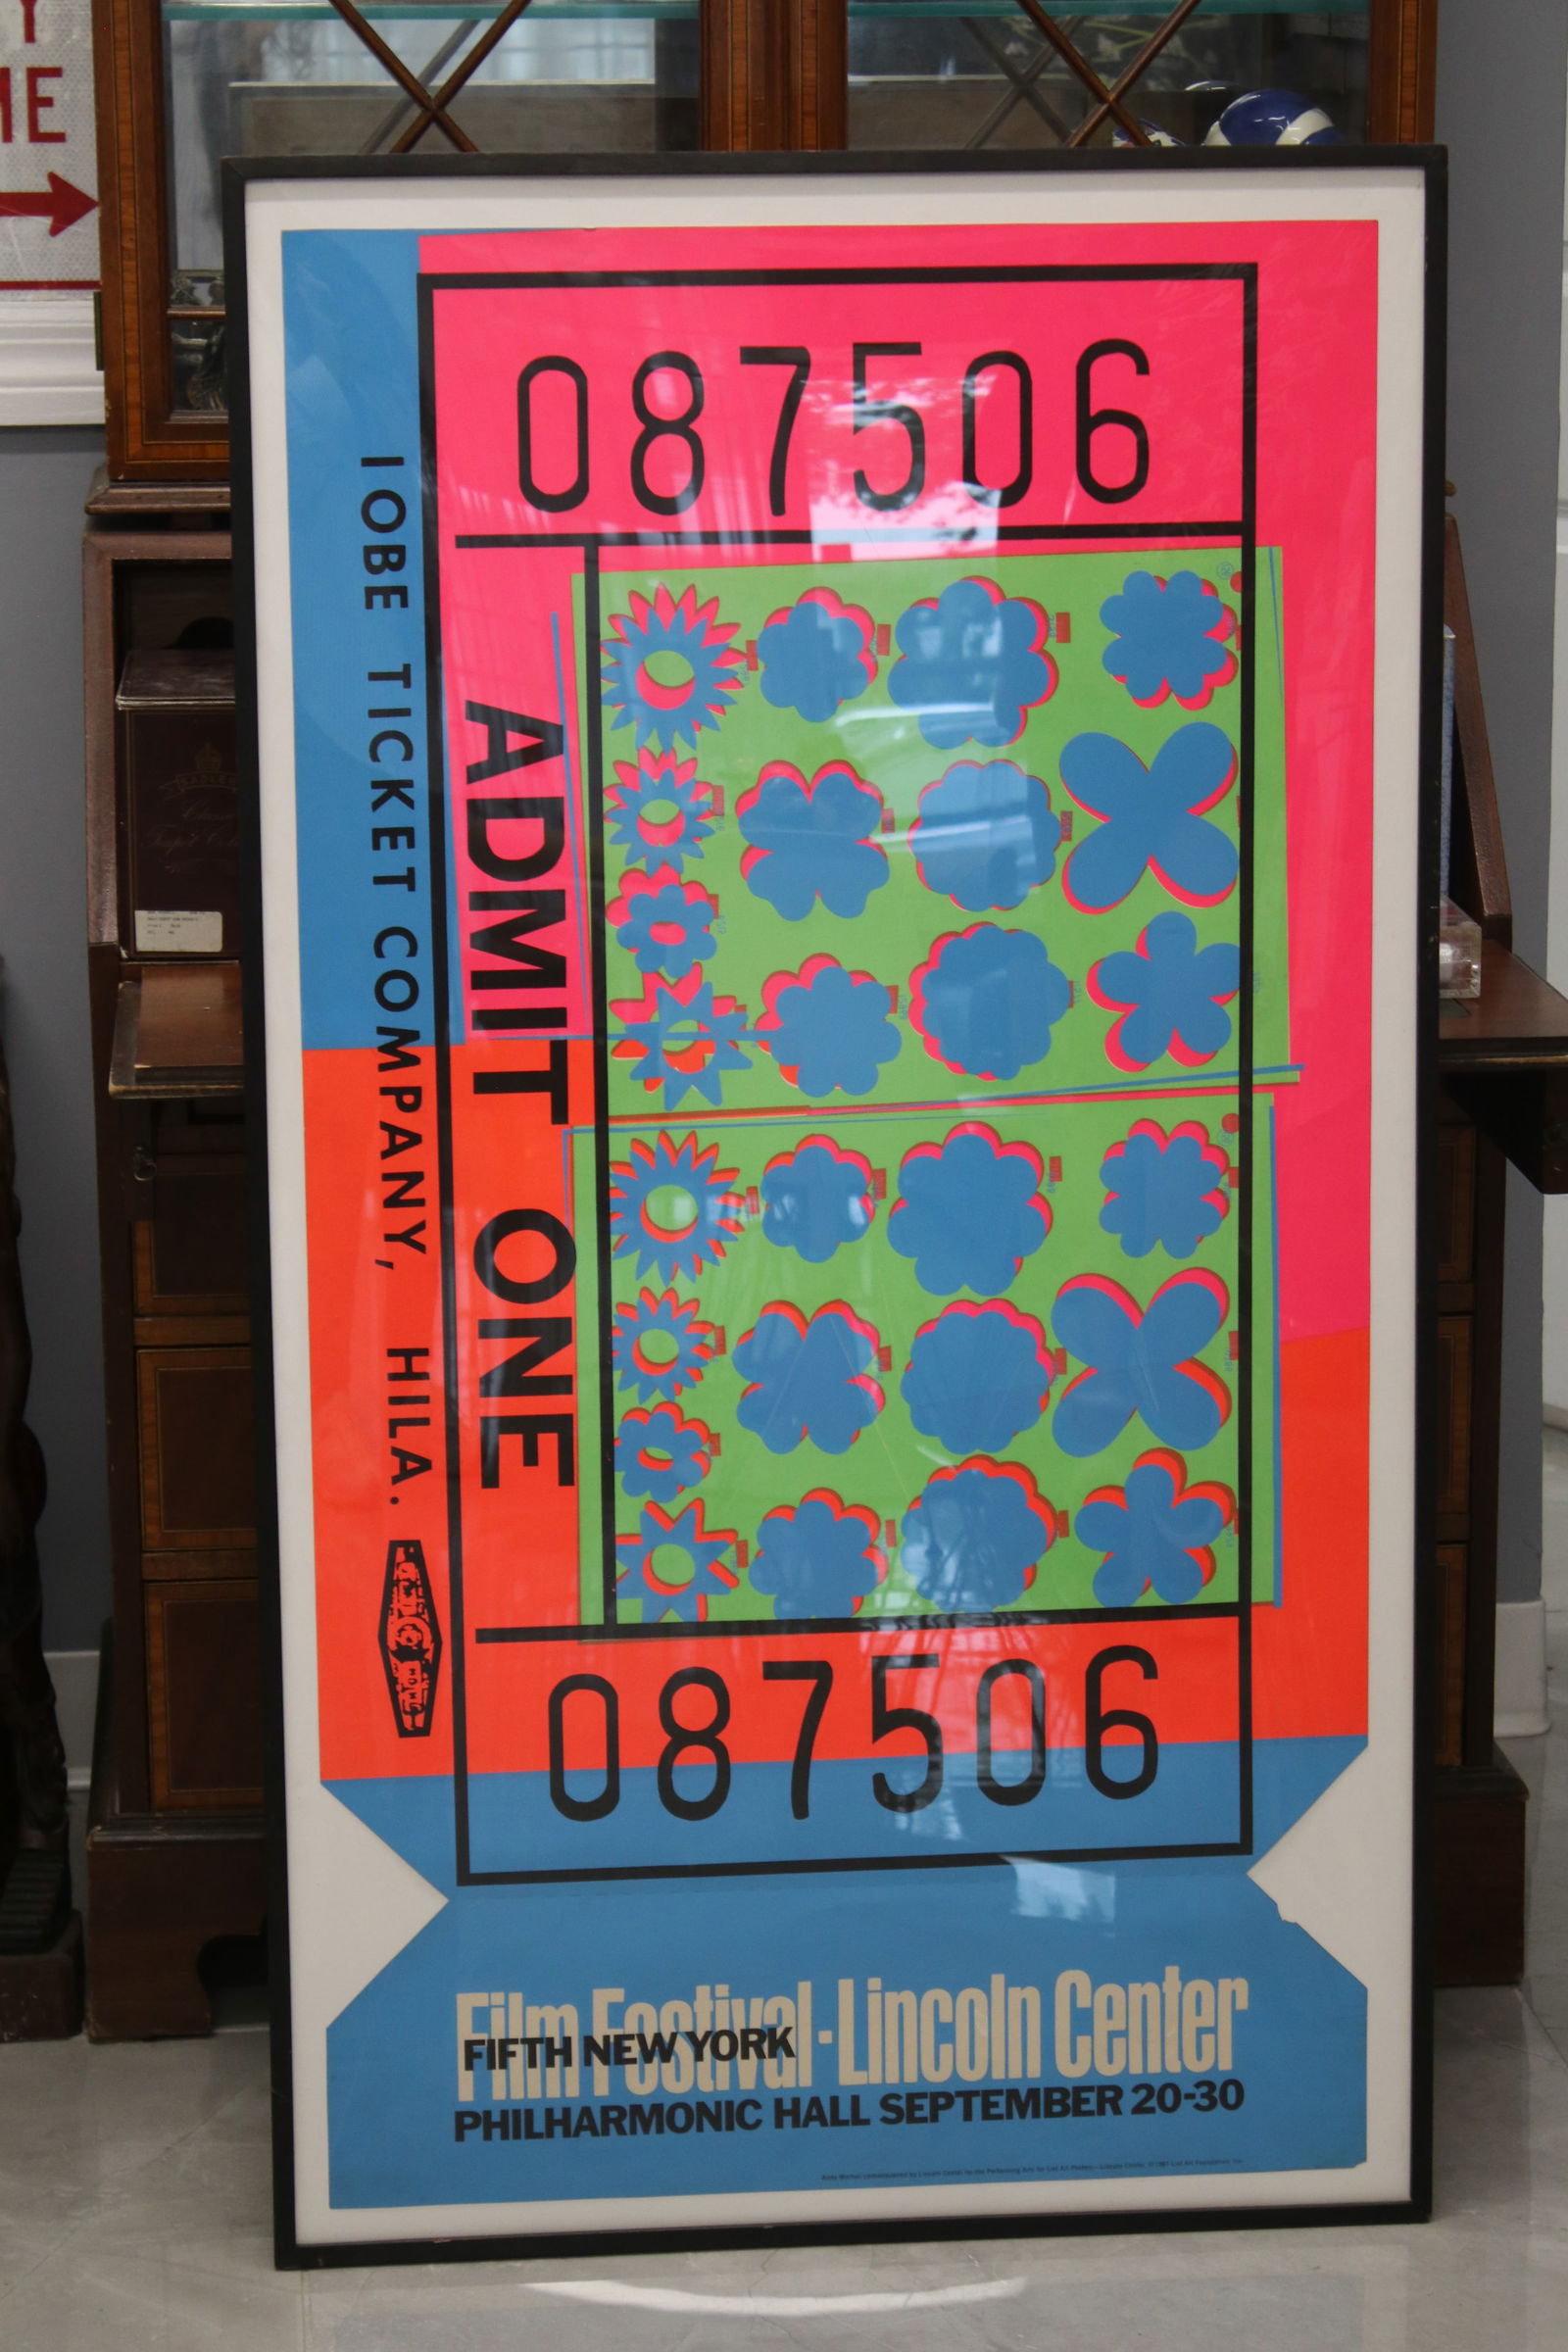 Y
ME
087506
ADMIT ONE
IOBE TICKET COMPANY, HILA.
087506
Film Festival-Lincoln Center
FIFTH NEW YORK
PHILHARMONIC HALL SEPTEMBER 20-30